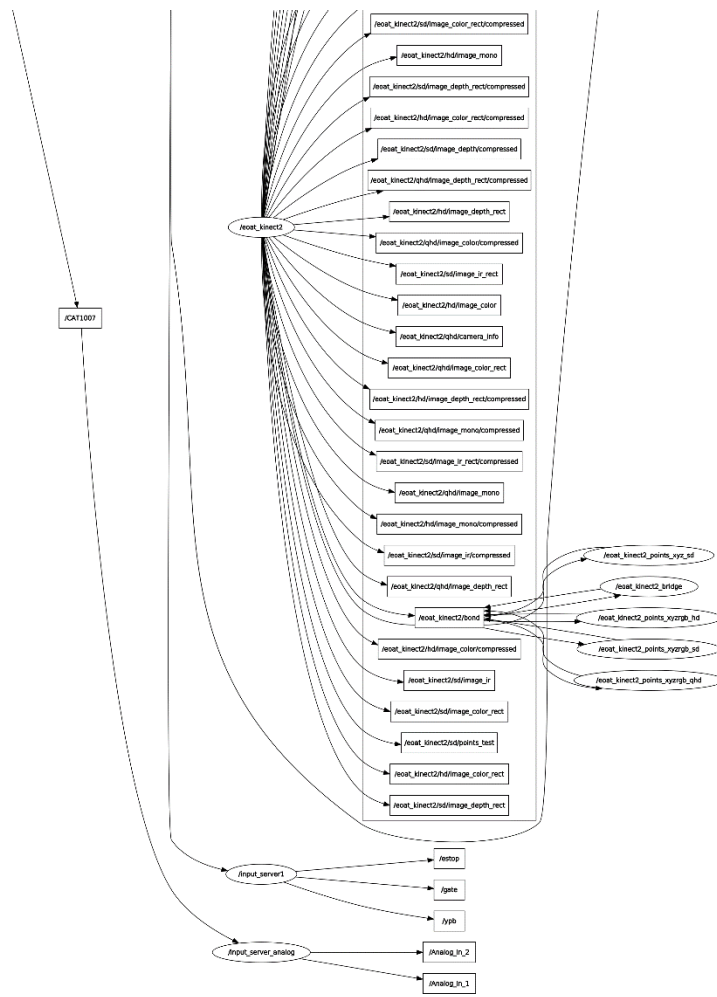 /eoat_kinect2/sd/image_color_rect/compressed
/eoat_kinect2/hd/image_mono
/eoat_kinect2/sd/image_depth_rect/compressed
/eoat_kinect2/hd/image_color_rect/compressed
/eoat_kinect2/sd/image_depth/compressed
/eoat_kinect2/qhd/image_depth_rect/compressed
/eoat_kinect2/hd/image_depth_rect
/eoat_kinect2
/eoat_kinect2/qhd/image_color/compressed
/eoat_kinect2/sd/image_ir_rect
/eoat_kinect2/hd/image_color
/CAT1007
/eoat_kinect2/qhd/camera_info
/eoat_kinect2/qhd/image_color_rect
/eoat_kinect2/hd/image_depth_rect/compressed
/eoat_kinect2/qhd/image_mono/compressed
/eoat_kinect2/sd/image_ir_rect/compressed
/eoat_kinect2/qhd/image_mono
/eoat_kinect2/hd/image_mono/compressed
/eoat_kinect2/sd/image_ir/compressed
/eoat_kinect2_points_xyz_sd
/eoat_kinect2/qhd/image_depth_rect
/eoat_kinect2_bridge
/eoat_kinect2/bond
/eoat_kinect2_points_xyzrgb_hd
/eoat_kinect2/hd/image_color/compressed
/eoat_kinect2_points_xyzrgb_sd
/eoat_kinect2/sd/image_ir
/eoat_kinect2_points_xyzrgb_qhd
/eoat_kinect2/sd/image_color_rect
/eoat_kinect2/sd/points_test
/eoat_kinect2/hd/image_color_rect
/eoat_kinect2/sd/image_depth_rect
/estop
/input_server1
/gate
/ypb
/input_server_analog
/Analog_in_2
/Analog_in_1